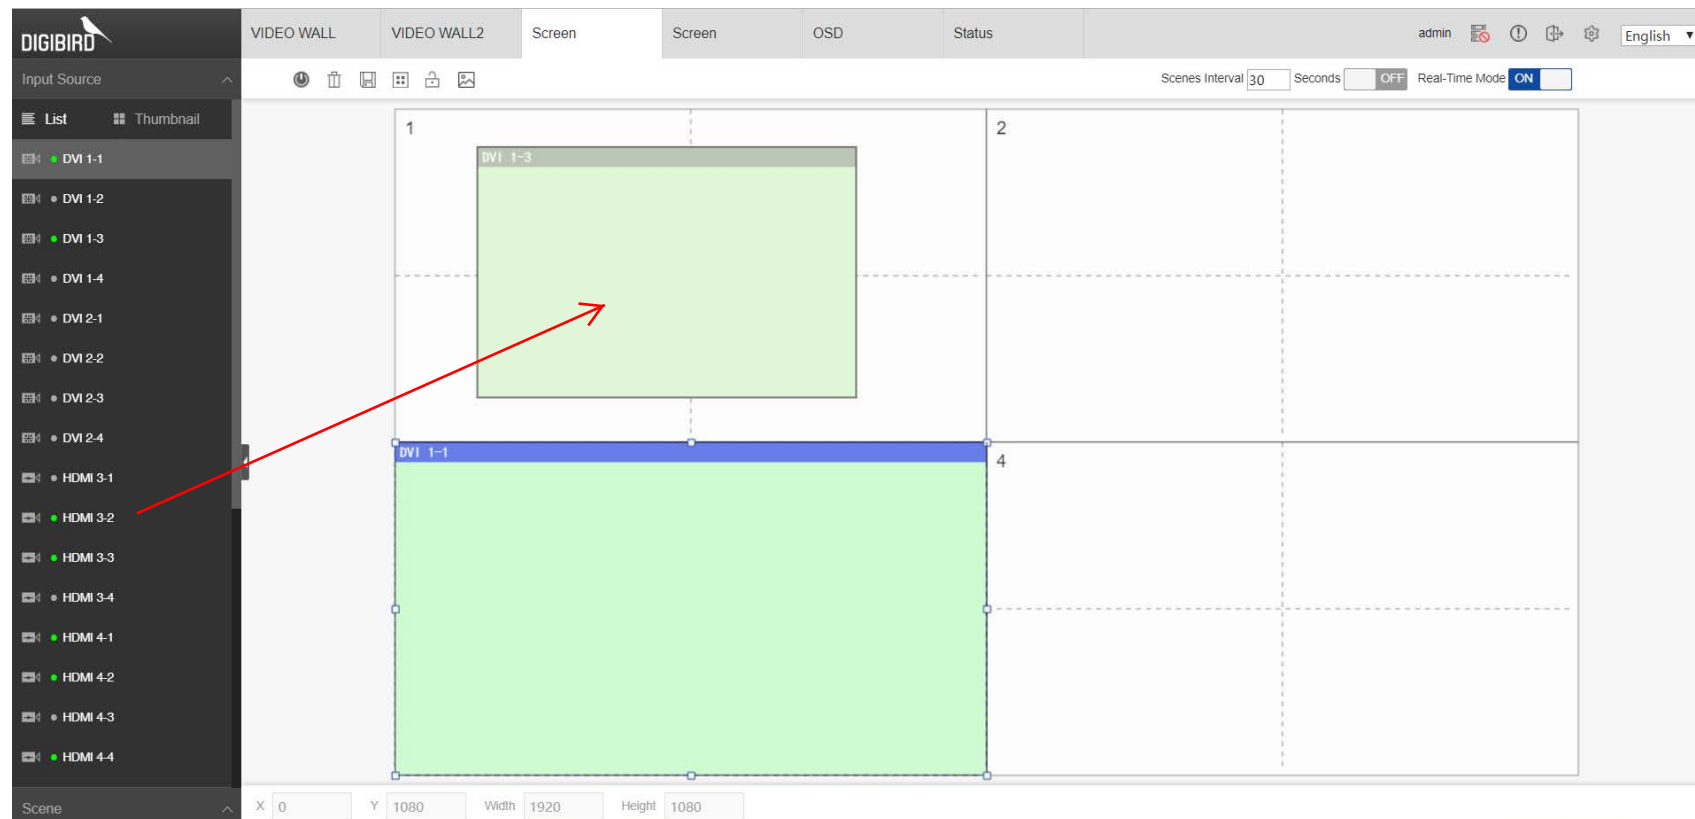 DIGIBIRD
VIDEO WALL
VIDEO WALL2
Screen
Screen
OSD
Status
admin
English
Input Source
Scenes Interval 30 Seconds OFF Real-Time Mode ON
List
Thumbnail
DVI 1-1
DVI 1-2
DVI 1-3
DVI 1-4
DVI 2-1
DVI 2-2
DVI 2-3
DVI 2-4
HDMI 3-1
HDMI 3-2
HDMI 3-3
HDMI 3-4
HDMI 4-1
HDMI 4-2
HDMI 4-3
HDMI 4-4
Scene
1
2
DVI 1-3
DVI 1-1
4
X 0 Y 1080 Width 1920 Height 1080